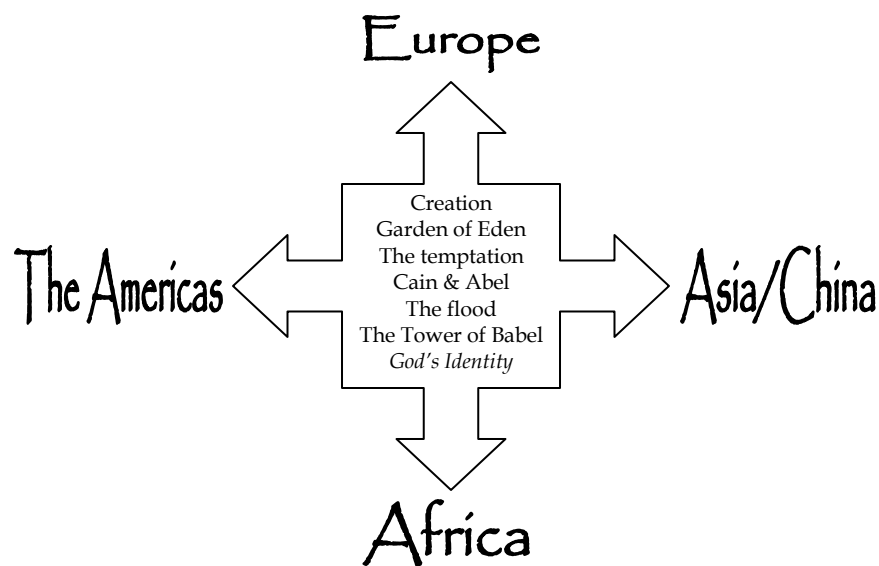 Europe
Creation
Garden of Eden
The temptation
Cain & Abel
The flood
The Tower of Babel
God's Identity
The Americas
Asia/China
Africa